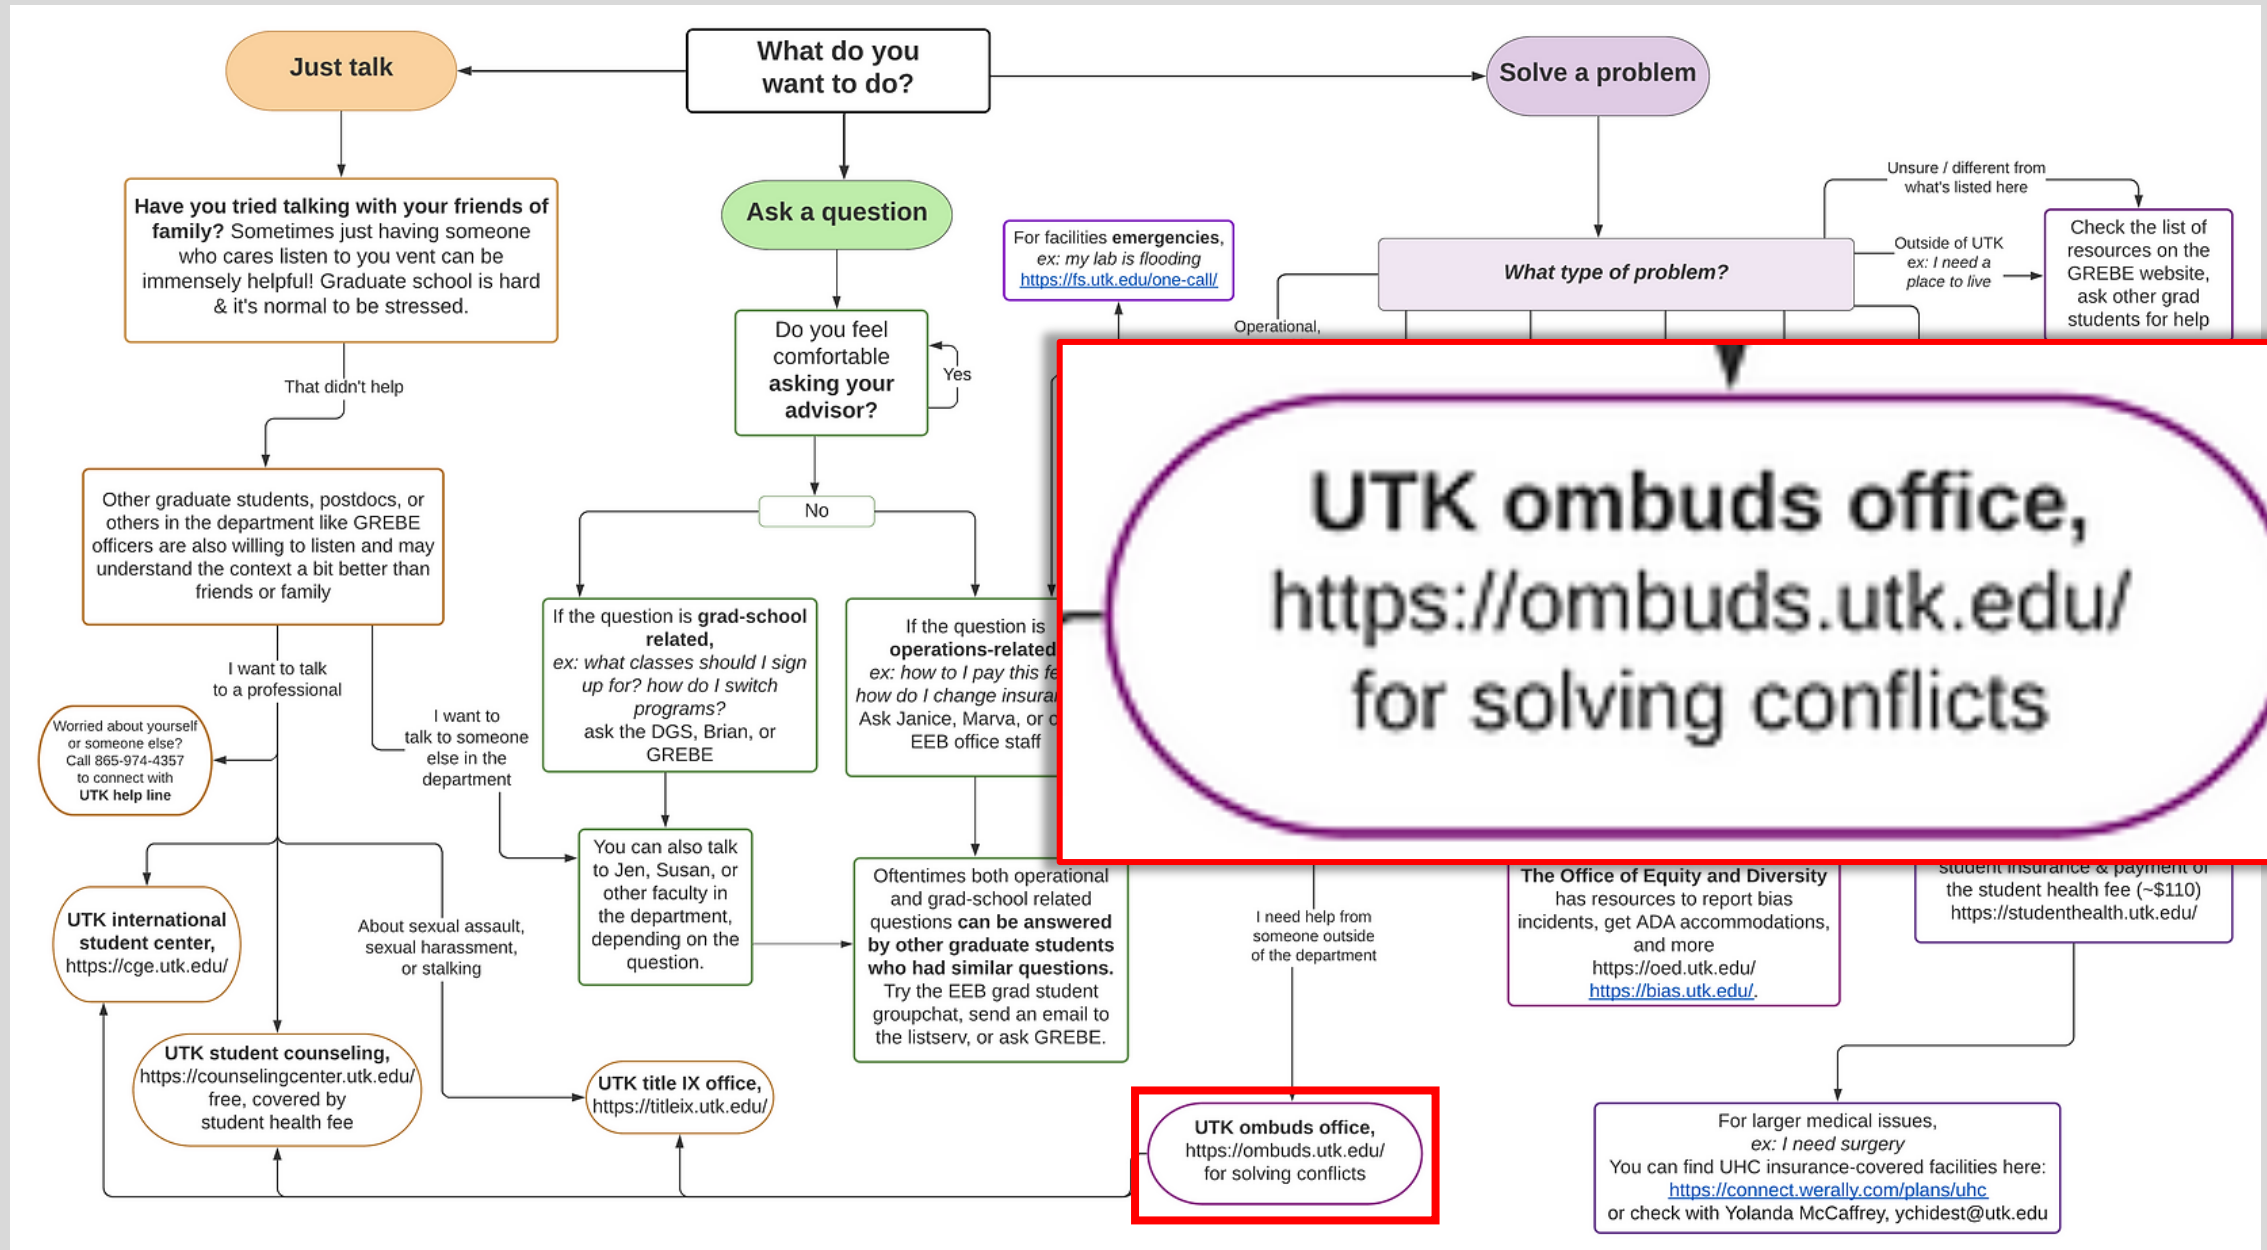 What do you
want to do?
Just talk
Solve a problem
Have you tried talking with your friends of
family? Sometimes just having someone
who cares listen to you vent can be
immensely helpful! Graduate school is hard
& it's normal to be stressed.
That didn't help
Other graduate students, postdocs, or
others in the department like GREBE
officers are also willing to listen and may
understand the context a bit better than
friends or family
I want to talk
to a professional
Worried about yourself
or someone else?
Call 865-974-4357
to connect with
UTK help line
I want to
talk to someone
else in the
department
UTK international
student center,
https://cge.utk.edu/
About sexual assault,
sexual harassment,
or stalking
UTK student counseling,
https://counselingcenter.utk.edu/
free, covered by
student health fee
UTK title IX office,
https://titleix.utk.edu/
Ask a question
Do you feel
comfortable
asking your
advisor?
Yes
No
If the question is grad-school
related,
ex: what classes should I sign
up for? how do I switch
programs?
ask the DGS, Brian, or
GREBE
You can also talk
to Jen, Susan, or
other faculty in
the department,
depending on the
question.
If the question is
operations-related
ex: how to I pay this
how do I change
Ask Janice, Marva, or
EEB office staff
Oftentimes both operational
and grad-school related
questions can be answered
by other graduate students
who had similar questions.
Try the EEB grad student
groupchat, send an email to
the listserv, or ask GREBE.
For facilities emergencies,
ex: my lab is flooding
https://fs.utk.edu/one-call/
What type of problem?
Operational,
Unsure / different from
what's listed here
Outside of UTK
ex: I need a
place to live
Check the list of
resources on the
GREBE website,
ask other grad
students for help
UTK ombuds office,
https://ombuds.utk.edu/
for solving conflicts
I need help from
someone outside
of the department
UTK ombuds office,
https://ombuds.utk.edu/
for solving conflicts
The Office of Equity and Diversity
has resources to report bias
incidents, get ADA accommodations,
and more
https://oed.utk.edu/
https://bias.utk.edu/.
student insurance & payment of
the student health fee (~$110)
https://studenthealth.utk.edu/
For larger medical issues,
ex: I need surgery
You can find UHC insurance-covered facilities here:
https://connect.werally.com/plans/uhc
or check with Yolanda McCaffrey, ychidest@utk.edu